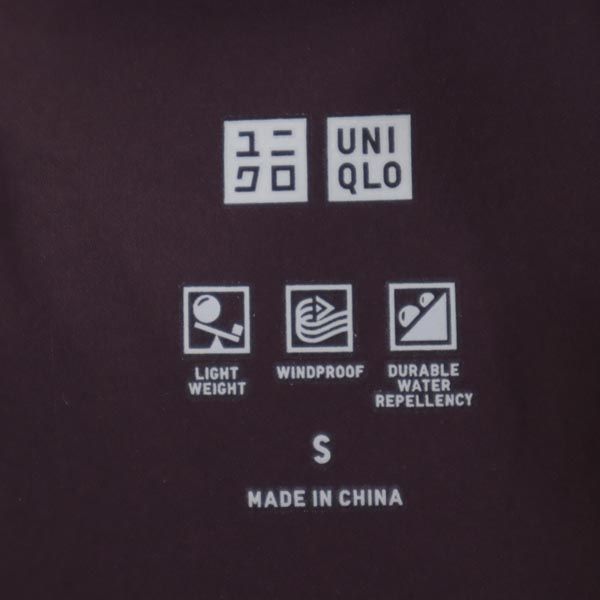 ユニ
クロ
UNI
QLO
LIGHT
WEIGHT
WINDPROOF
DURABLE
WATER
REPELLENCY
S
MADE IN CHINA